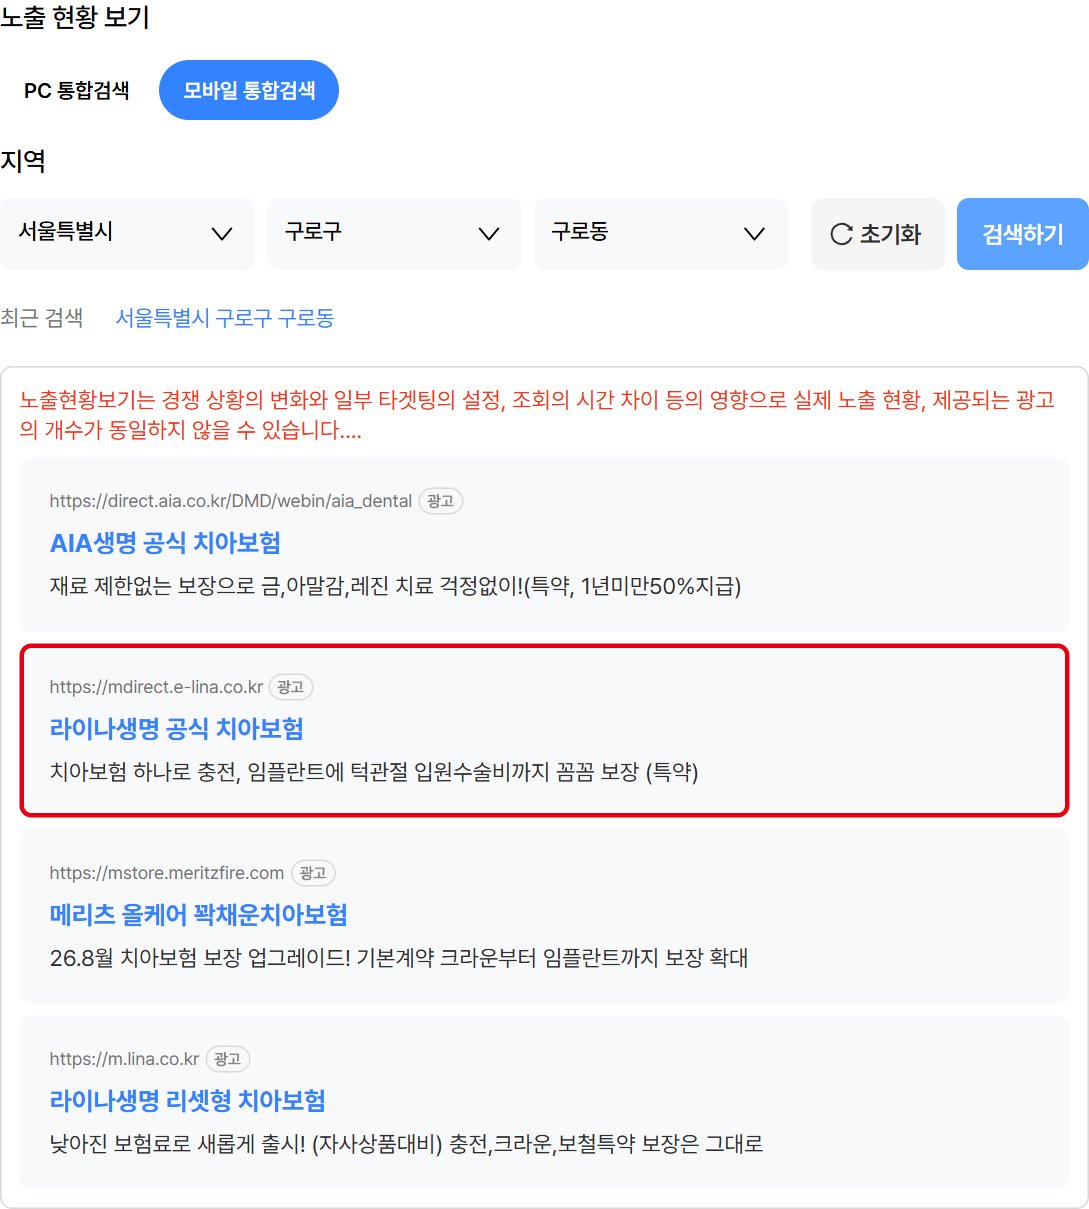 노출 현황 보기
PC 통합검색
모바일 통합검색
지역
서울특별시
구로구
구로동
초기화
검색하기
최근 검색
서울특별시 구로구 구로동
노출현황보기는 경쟁 상황의 변화와 일부 타겟팅의 설정, 조회의 시간 차이 등의 영향으로 실제 노출 현황, 제공되는 광고
의 개수가 동일하지 않을 수 있습니다....
https://direct.aia.co.kr/DMD/webin/aia_dental 광고
AIA생명 공식 치아보험
재료 제한없는 보장으로 금,아말감,레진 치료 걱정없이!(특약, 1년미만50%지급)
https://mdirect.e-lina.co.kr 광고
라이나생명 공식 치아보험
치아보험 하나로 충전, 임플란트에 턱관절 입원수술비까지 꼼꼼 보장 (특약)
https://mstore.meritzfire.com 광고
메리츠 올케어 꽉채운치아보험
26.8월 치아보험 보장 업그레이드! 기본계약 크라운부터 임플란트까지 보장 확대
https://m.lina.co.kr 광고
라이나생명 리셋형 치아보험
낮아진 보험료로 새롭게 출시! (자사상품대비) 충전,크라운,보철특약 보장은 그대로